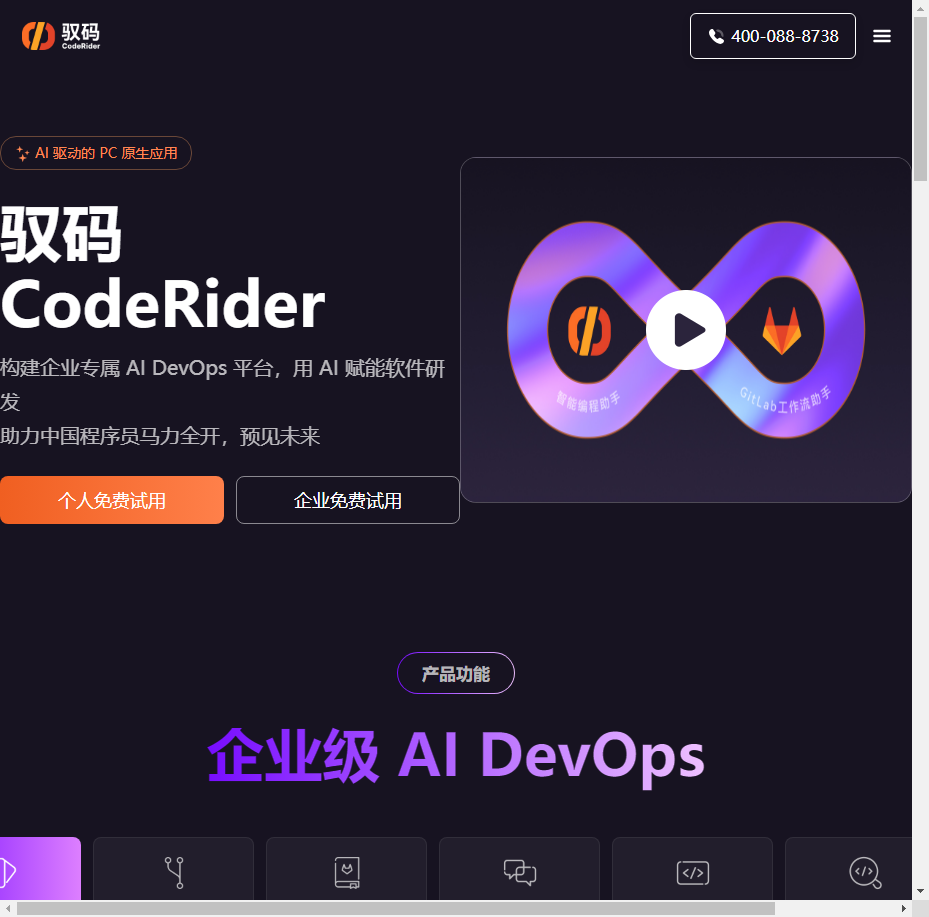 驭码
CodeRider
400-088-8738
AI 驱动的 PC 原生应用
驭码
CodeRider
构建企业专属 AI DevOps 平台，用 AI 赋能软件研
发
助力中国程序员马力全开，预见未来
个人免费试用
企业免费试用
智能编程助手
GitLab工作流助手
产品功能
企业级 AI DevOps